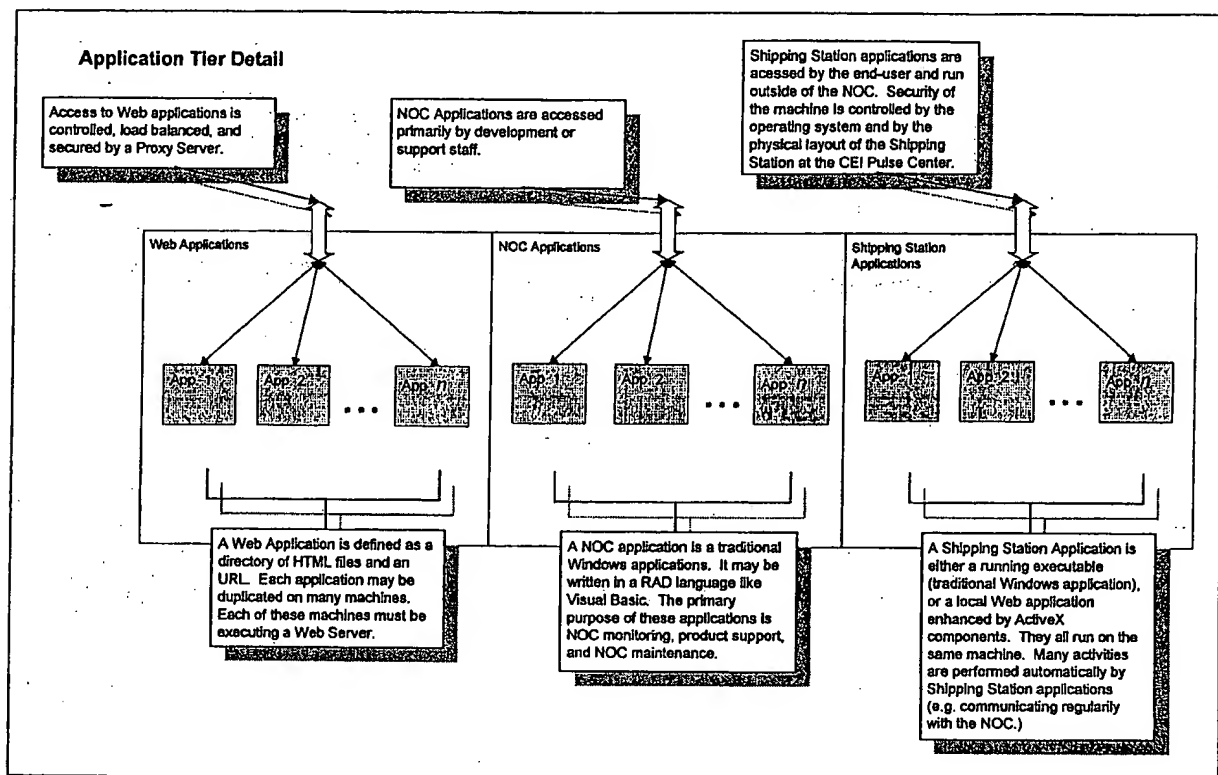 Application Tier Detail
Access to Web applications is
controlled, load balanced, and
secured by a Proxy Server.
NOC Applications are accessed
primarily by development or
support staff.
Shipping Station applications are
acessed by the end-user and run
outside of the NOC. Security of
the machine is controlled by the
operating system and by the
physical layout of the Shipping
Station at the CEI Pulse Center.
Web Applications
App 1
App 2
...
App n
NOC Applications
App 1
App 2
...
App n
Shipping Station
Applications
App 1
App 2
...
App n
A Web Application is defined as a
directory of HTML files and an
URL. Each application may be
duplicated on many machines.
Each of these machines must be
executing a Web Server.
A NOC application is a traditional
Windows applications. It may be
written in a RAD language like
Visual Basic. The primary
purpose of these applications is
NOC monitoring, product support,
and NOC maintenance.
A Shipping Station Application is
either a running executable
(traditional Windows application),
or a local Web application
enhanced by ActiveX
components. They all run on the
same machine. Many activities
are performed automatically by
Shipping Station applications
(e.g. communicating regularily
with the NOC.)